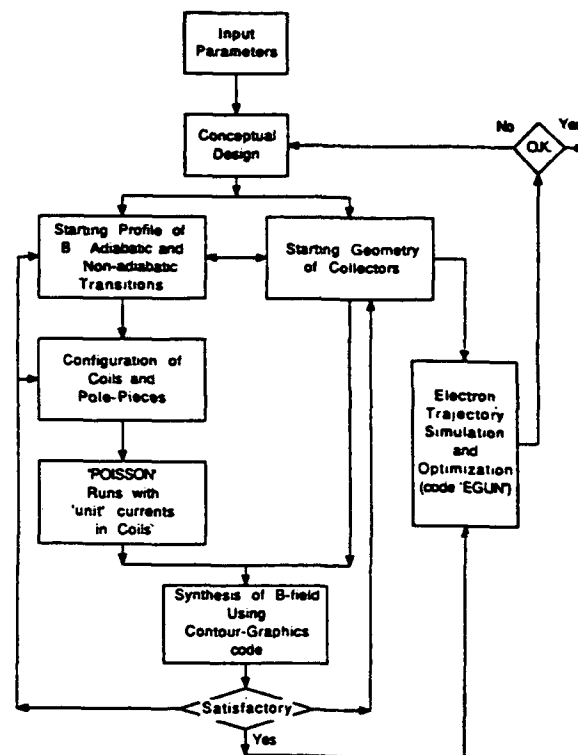 Input
Parameters
Conceptual
Design
No
Yes
O.K.
Starting Profile of
B Adiabatic and
Non-adiabatic
Transitions
Starting Geometry
of Collectors
Configuration of
Coils and
Pole-Pieces
Electron
Trajectory
Simulation
and
Optimization
(code 'EGUN')
'POISSON'
Runs with
'unit' currents
in Coils'
Synthesis of B-field
Using
Contour-Graphics
code
Satisfactory
Yes